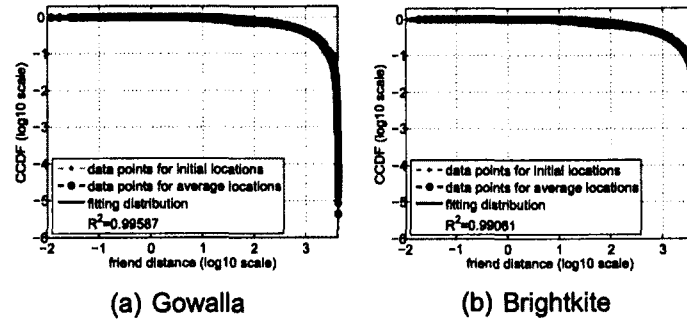 0
-1
-2
-3
-4
-5
-6
CCDF (log10 scale)
data points for initial locations
data points for average locations
fitting distribution
R²=0.99587
-2 -1 0 1 2 3
friend distance (log10 scale)
(a) Gowalla
0
-1
-2
-3
-4
-5
-6
CCDF (log10 scale)
data points for initial locations
data points for average locations
fitting distribution
R²=0.99061
-2 -1 0 1 2 3
friend distance (log10 scale)
(b) Brightkite